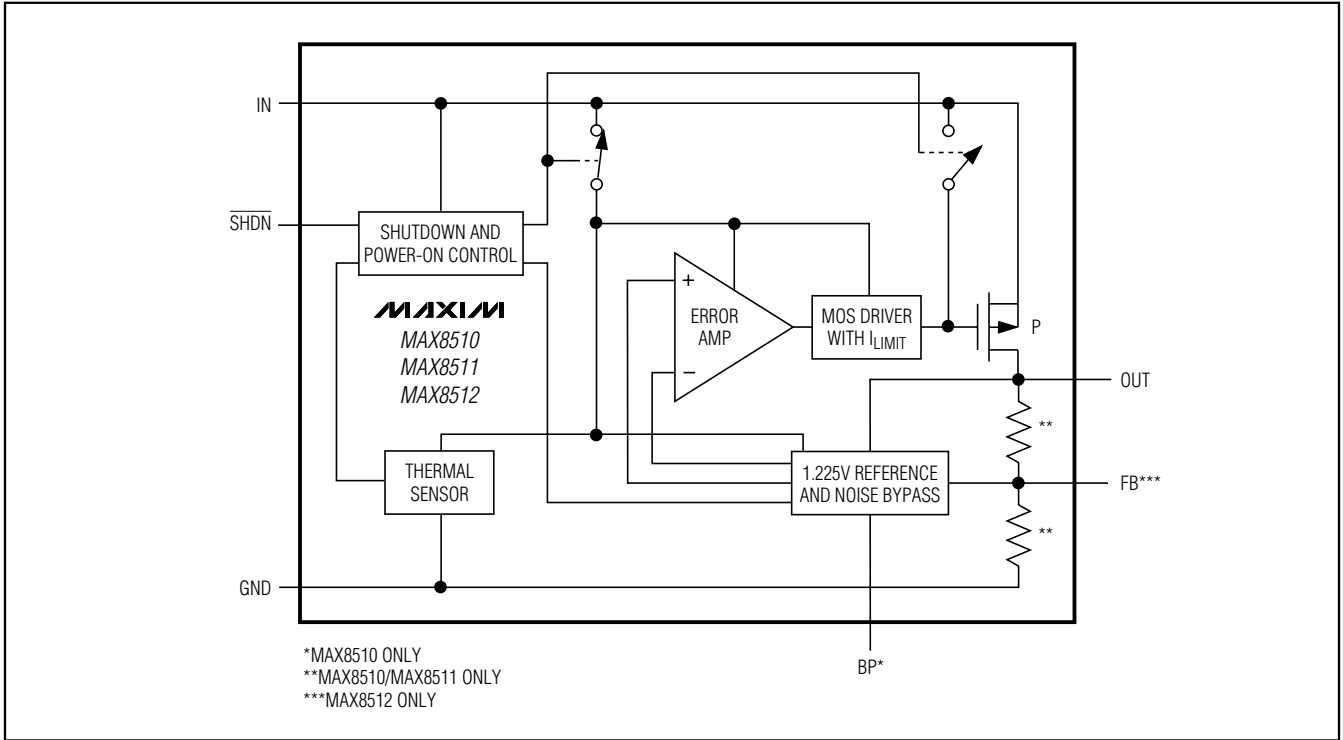 IN
SHDN
SHUTDOWN AND
POWER-ON CONTROL
MAXIM
MAX8510
MAX8511
MAX8512
+
ERROR
AMP
−
MOS DRIVER
WITH ILIMIT
P
OUT
**
THERMAL
SENSOR
1.225V REFERENCE
AND NOISE BYPASS
FB***
**
GND
BP*
*MAX8510 ONLY
**MAX8510/MAX8511 ONLY
***MAX8512 ONLY